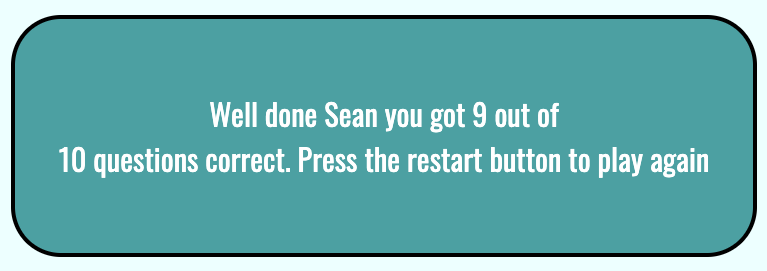 Well done Sean you got 9 out of
10 questions correct. Press the restart button to play again